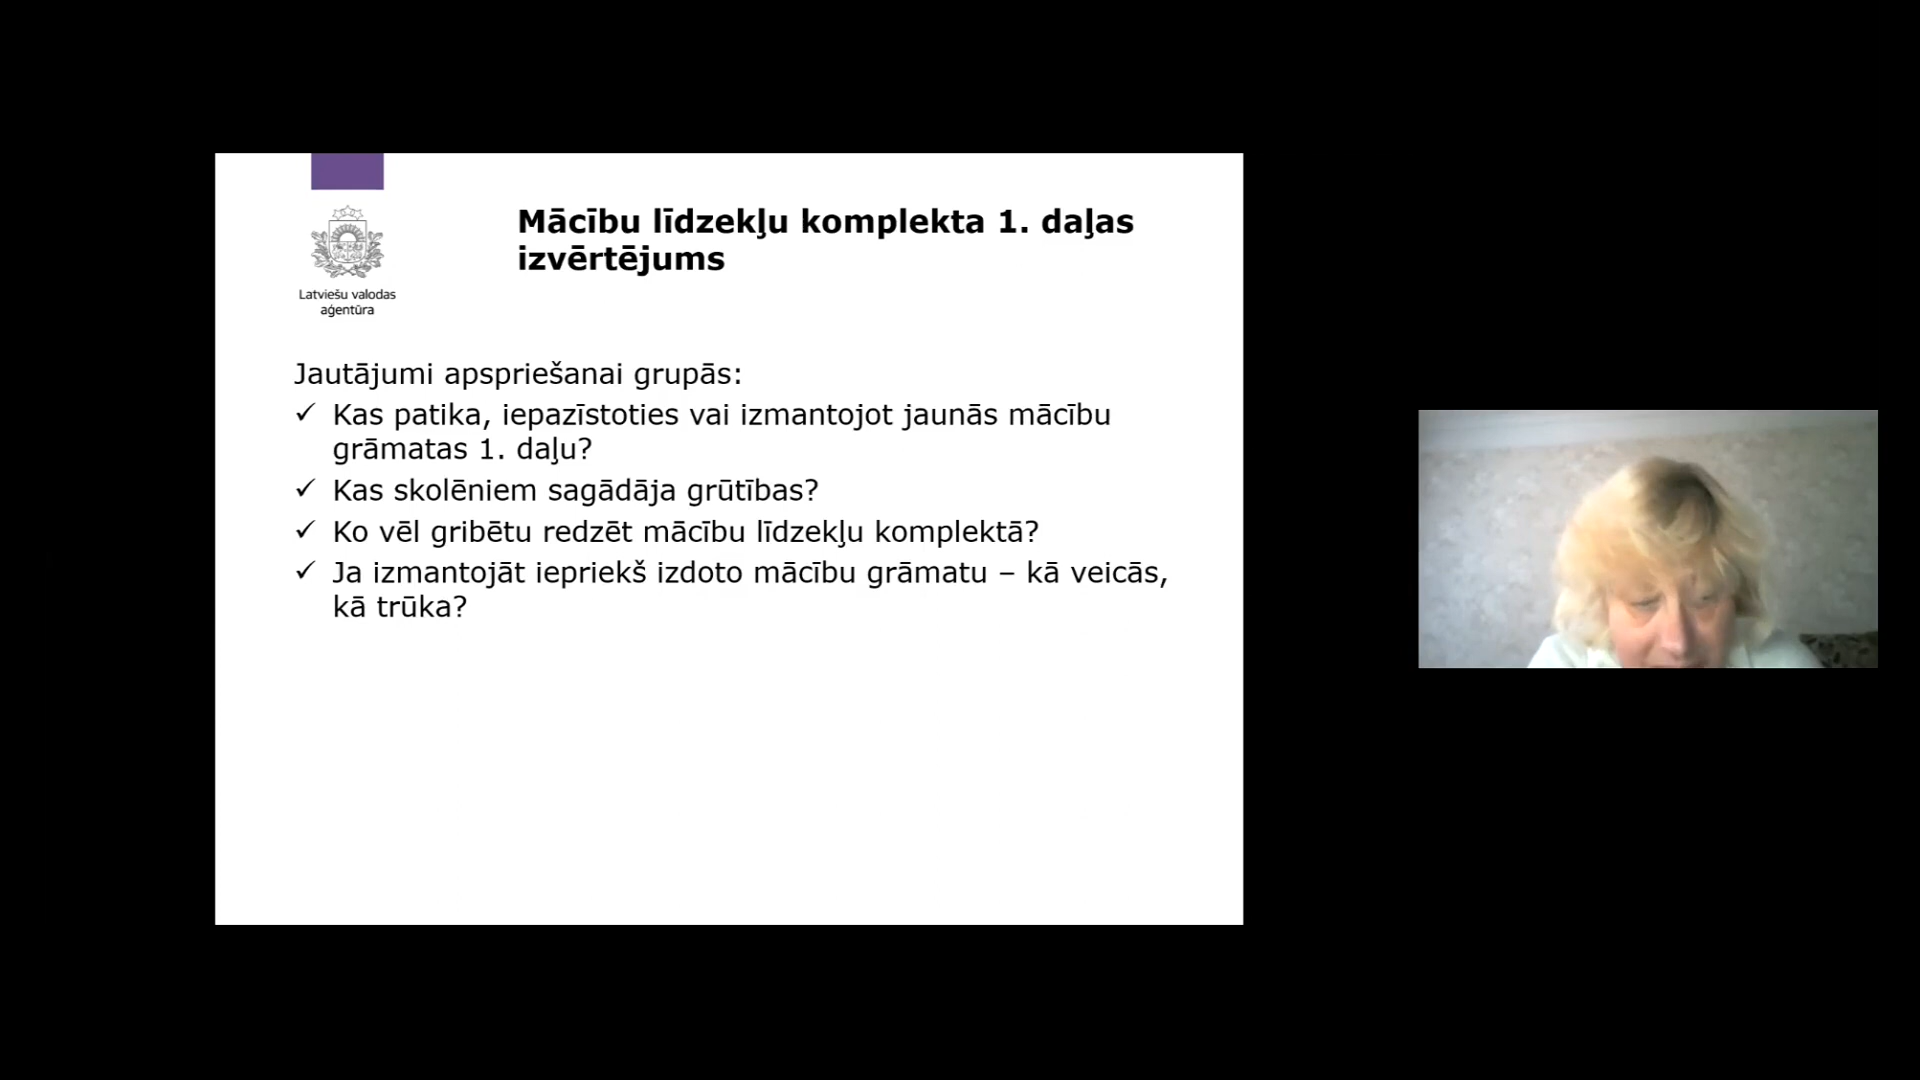 Mācību līdzekļu komplekta 1. daļas
izvērtējums
Latviešu valodas
aģentūra
Jautājumi apspriešanai grupās:
✓ Kas patika, iepazīstoties vai izmantojot jaunās mācību
grāmatas 1. daļu?
✓ Kas skolēniem sagādāja grūtības?
✓ Ko vēl gribētu redzēt mācību līdzekļu komplektā?
✓ Ja izmantojāt iepriekš izdoto mācību grāmatu – kā veicās,
kā trūka?